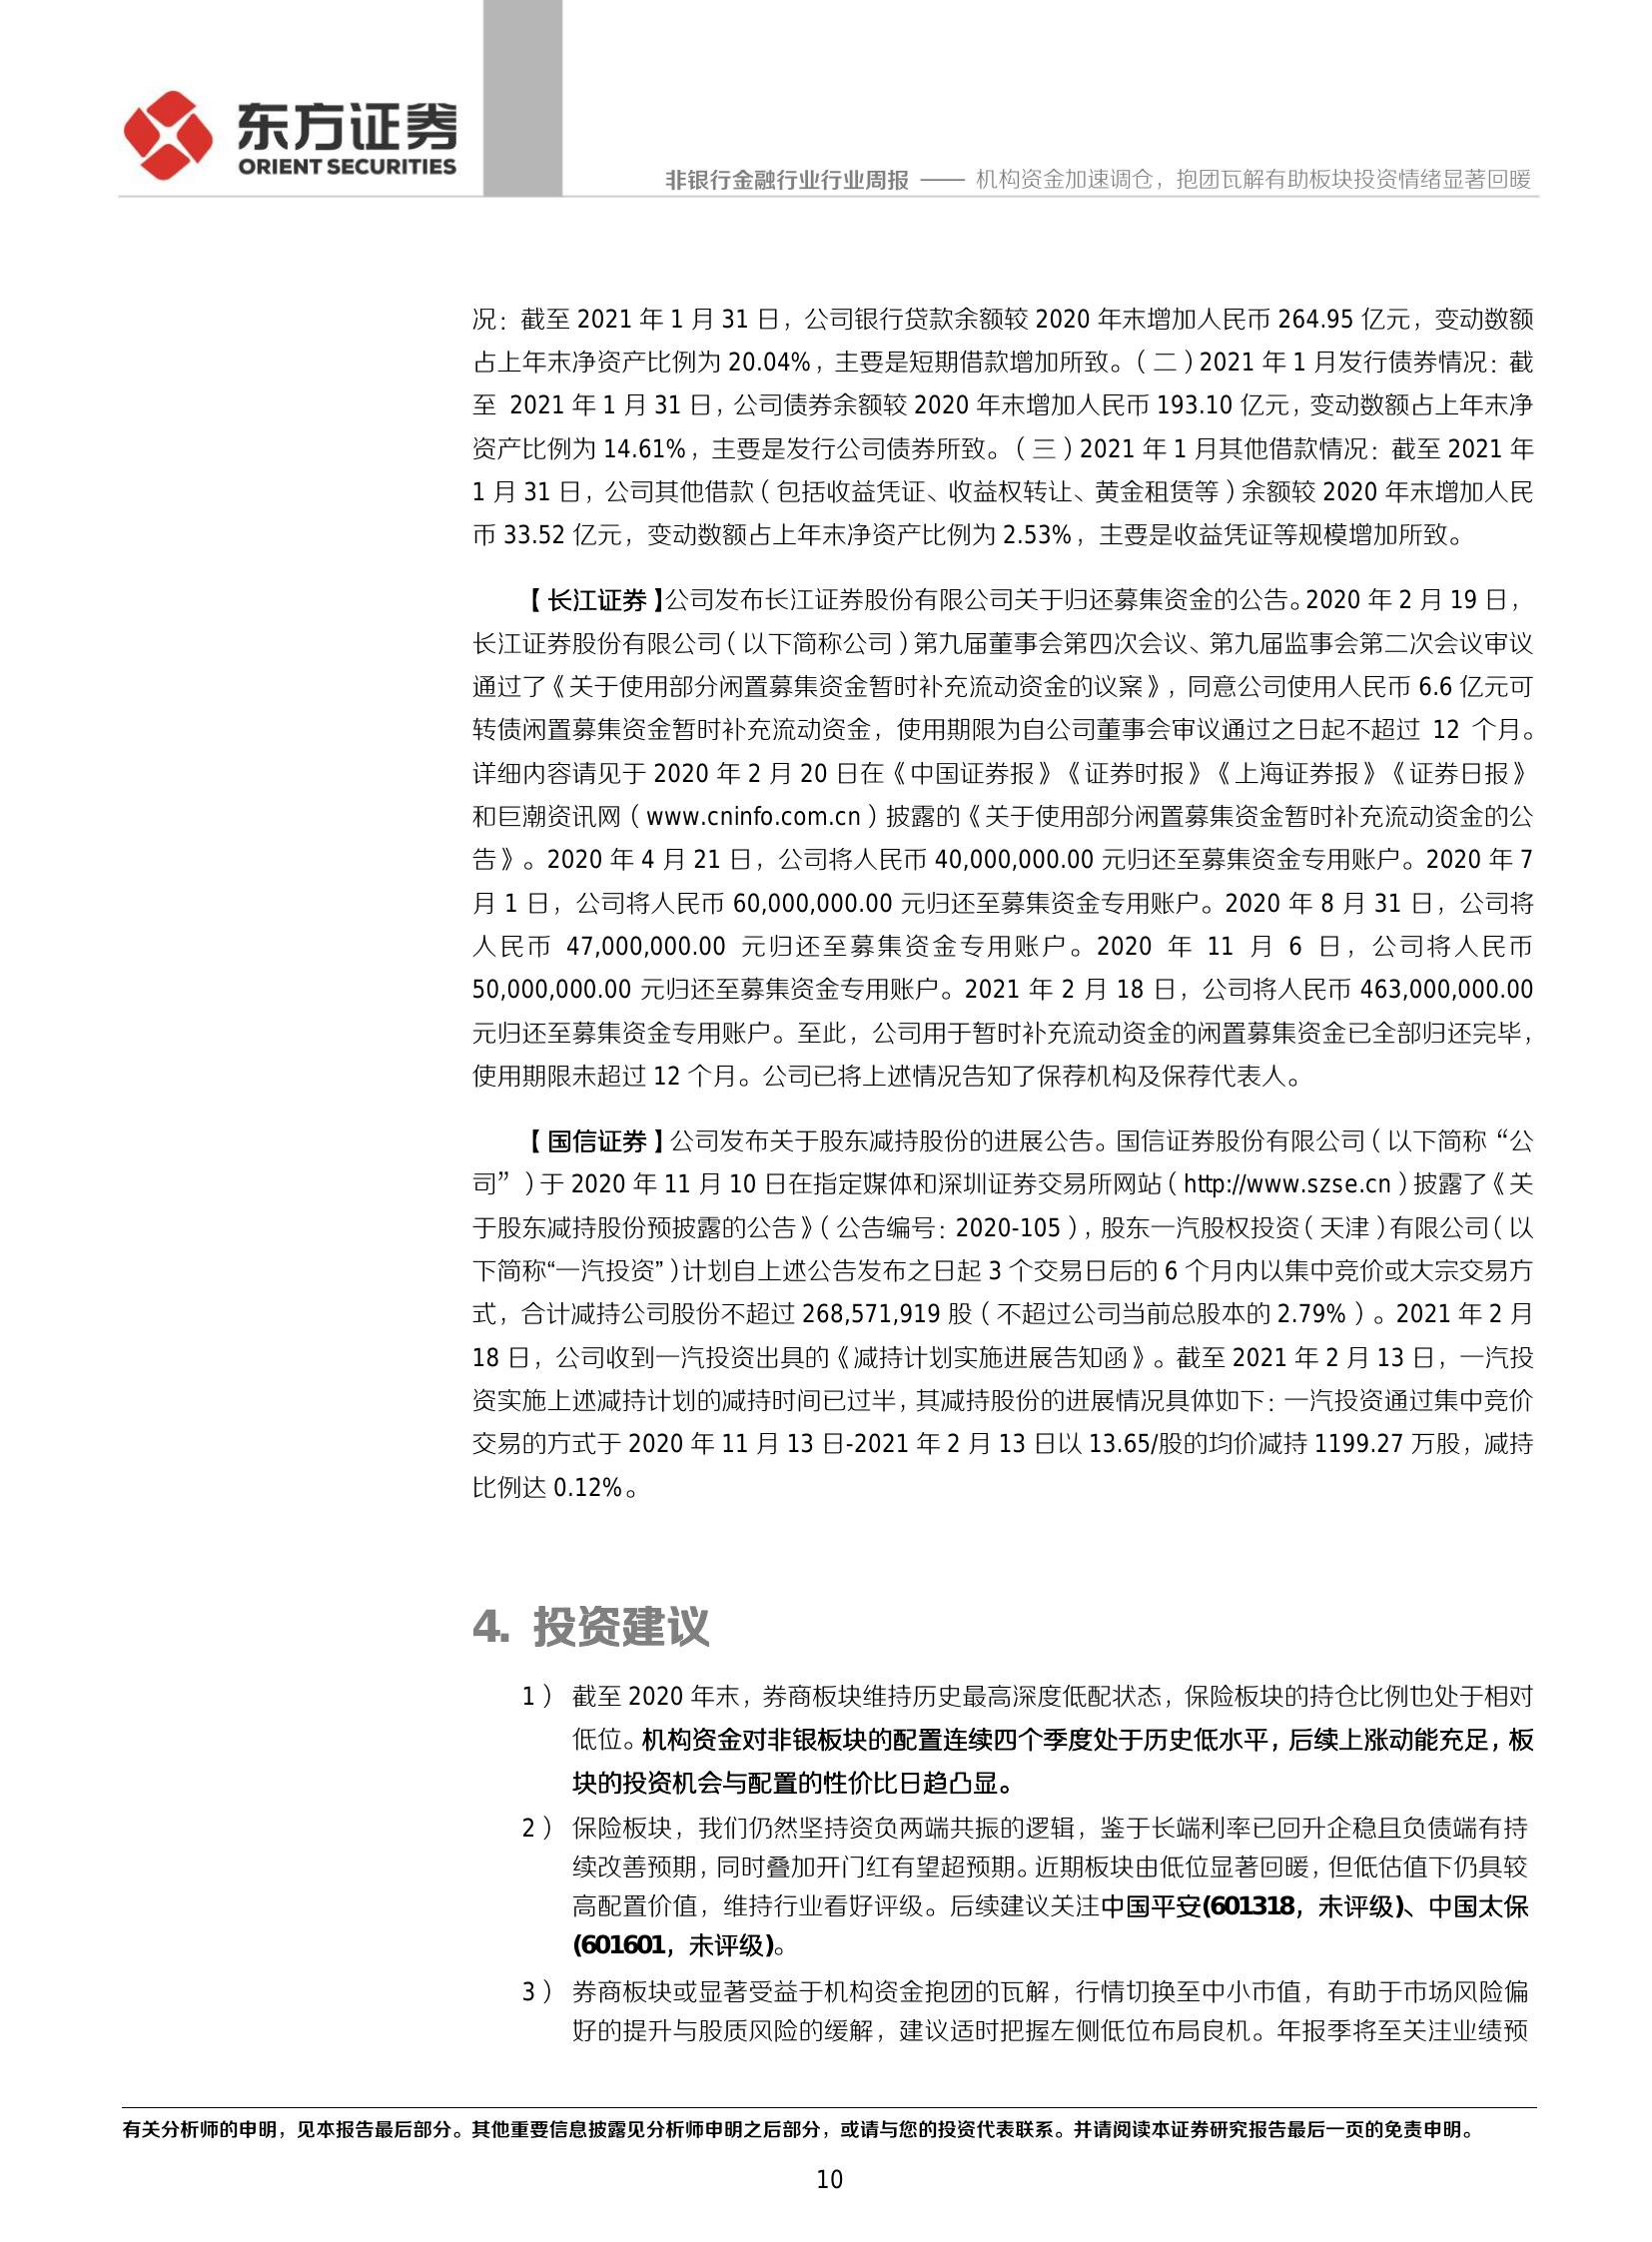 东方证券
ORIENT SECURITIES
非银行金融行业行业周报 —— 机构资金加速调仓，抱团瓦解有助板块投资情绪显著回暖
况：截至 2021 年 1 月 31 日，公司银行贷款余额较 2020 年末增加人民币 264.95 亿元，变动数额
占上年末净资产比例为 20.04%，主要是短期借款增加所致。（二）2021 年 1 月发行债券情况：截
至 2021 年 1 月 31 日，公司债券余额较 2020 年末增加人民币 193.10 亿元，变动数额占上年末净
资产比例为 14.61%，主要是发行公司债券所致。（三）2021 年 1 月其他借款情况：截至 2021 年
1 月 31 日，公司其他借款（包括收益凭证、收益权转让、黄金租赁等）余额较 2020 年末增加人民
币 33.52 亿元，变动数额占上年末净资产比例为 2.53%，主要是收益凭证等规模增加所致。
【长江证券】公司发布长江证券股份有限公司关于归还募集资金的公告。2020 年 2 月 19 日，
长江证券股份有限公司（以下简称公司）第九届董事会第四次会议、第九届监事会第二次会议审议
通过了《关于使用部分闲置募集资金暂时补充流动资金的议案》，同意公司使用人民币 6.6 亿元可
转债闲置募集资金暂时补充流动资金，使用期限为自公司董事会审议通过之日起不超过 12 个月。
详细内容请见于 2020 年 2 月 20 日在《中国证券报》《证券时报》《上海证券报》《证券日报》
和巨潮资讯网（www.cninfo.com.cn）披露的《关于使用部分闲置募集资金暂时补充流动资金的公
告》。2020 年 4 月 21 日，公司将人民币 40,000,000.00 元归还至募集资金专用账户。2020 年 7
月 1 日，公司将人民币 60,000,000.00 元归还至募集资金专用账户。2020 年 8 月 31 日，公司将
人民币 47,000,000.00 元归还至募集资金专用账户。2020 年 11 月 6 日，公司将人民币
50,000,000.00 元归还至募集资金专用账户。2021 年 2 月 18 日，公司将人民币 463,000,000.00
元归还至募集资金专用账户。至此，公司用于暂时补充流动资金的闲置募集资金已全部归还完毕，
使用期限未超过 12 个月。公司已将上述情况告知了保荐机构及保荐代表人。
【国信证券】公司发布关于股东减持股份的进展公告。国信证券股份有限公司（以下简称“公
司”）于 2020 年 11 月 10 日在指定媒体和深圳证券交易所网站（http://www.szse.cn）披露了《关
于股东减持股份预披露的公告》（公告编号：2020-105），股东一汽股权投资（天津）有限公司（以
下简称“一汽投资”）计划自上述公告发布之日起 3 个交易日后的 6 个月内以集中竞价或大宗交易方
式，合计减持公司股份不超过 268,571,919 股（不超过公司当前总股本的 2.79%）。2021 年 2 月
18 日，公司收到一汽投资出具的《减持计划实施进展告知函》。截至 2021 年 2 月 13 日，一汽投
资实施上述减持计划的减持时间已过半，其减持股份的进展情况具体如下：一汽投资通过集中竞价
交易的方式于 2020 年 11 月 13 日-2021 年 2 月 13 日以 13.65/股的均价减持 1199.27 万股，减持
比例达 0.12%。
4. 投资建议
1） 截至 2020 年末，券商板块维持历史最高深度低配状态，保险板块的持仓比例也处于相对
低位。机构资金对非银板块的配置连续四个季度处于历史低水平，后续上涨动能充足，板
块的投资机会与配置的性价比日趋凸显。
2） 保险板块，我们仍然坚持资负两端共振的逻辑，鉴于长端利率已回升企稳且负债端有持
续改善预期，同时叠加开门红有望超预期。近期板块由低位显著回暖，但低估值下仍具较
高配置价值，维持行业看好评级。后续建议关注中国平安(601318，未评级)、中国太保
(601601，未评级)。
3） 券商板块或显著受益于机构资金抱团的瓦解，行情切换至中小市值，有助于市场风险偏
好的提升与股质风险的缓解，建议适时把握左侧低位布局良机。年报季将至关注业绩预
有关分析师的申明，见本报告最后部分。其他重要信息披露见分析师申明之后部分，或请与您的投资代表联系。并请阅读本证券研究报告最后一页的免责申明。
10